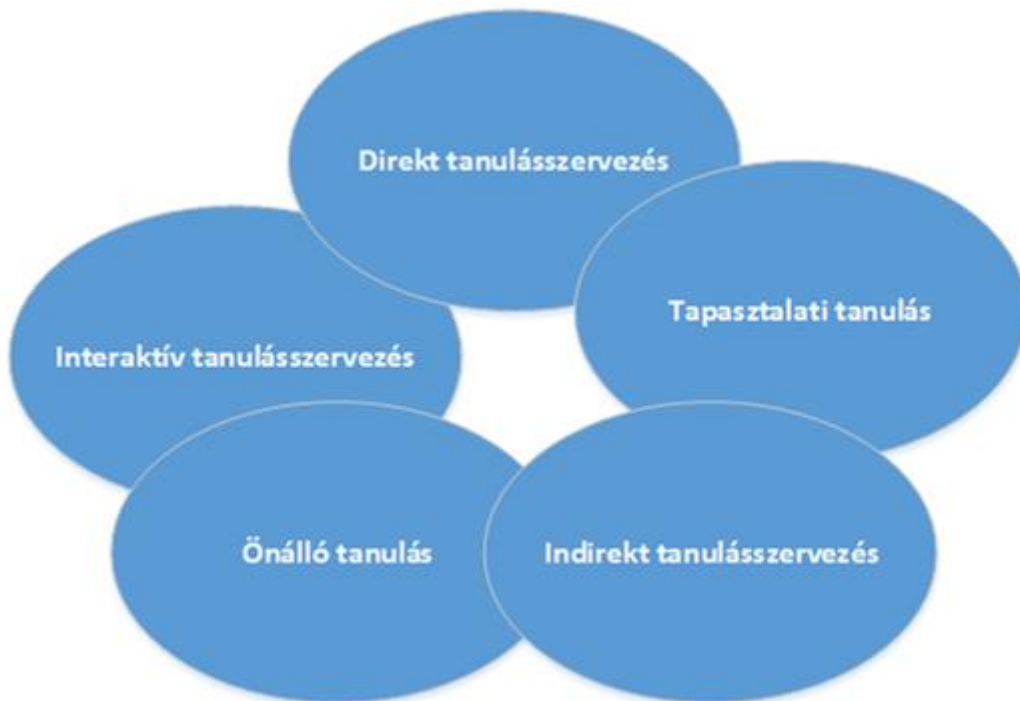 Direkt tanulásszervezés
Tapasztalati tanulás
Interaktív tanulásszervezés
Önálló tanulás
Indirekt tanulásszervezés